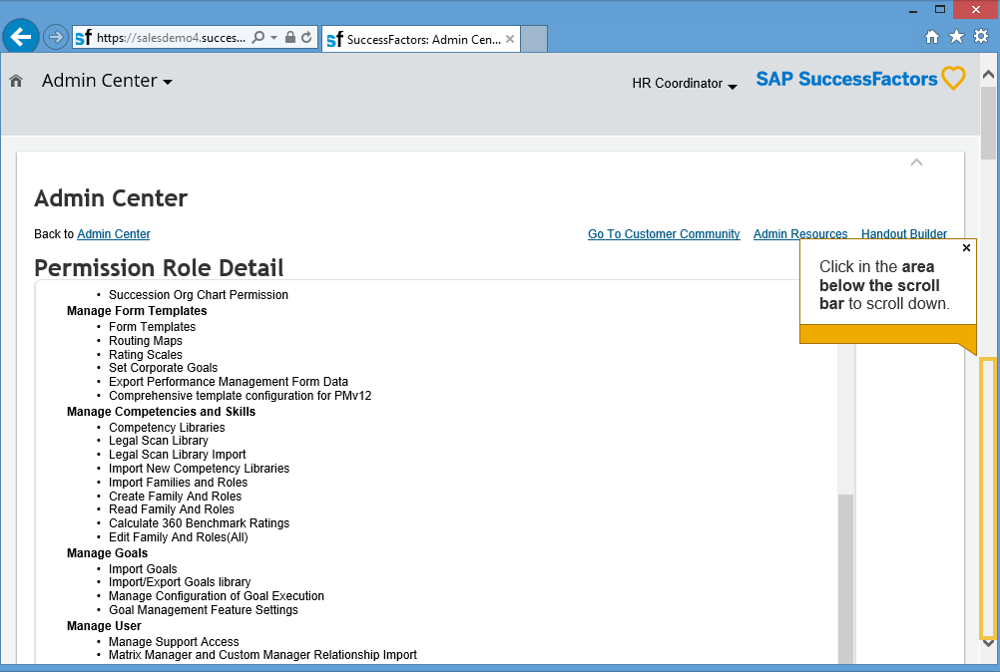 sf https://salesdemo4.succes...
sf SuccessFactors: Admin Cen...
Admin Center
HR Coordinator
SAP SuccessFactors
Admin Center
Back to Admin Center
Go To Customer Community
Admin Resources
Handout Builder
Click in the area
below the scroll
bar to scroll down.
Permission Role Detail
• Succession Org Chart Permission
Manage Form Templates
• Form Templates
• Routing Maps
• Rating Scales
• Set Corporate Goals
• Export Performance Management Form Data
• Comprehensive template configuration for PMv12
Manage Competencies and Skills
• Competency Libraries
• Legal Scan Library
• Legal Scan Library Import
• Import New Competency Libraries
• Import Families and Roles
• Create Family And Roles
• Read Family And Roles
• Calculate 360 Benchmark Ratings
• Edit Family And Roles(All)
Manage Goals
• Import Goals
• Import/Export Goals library
• Manage Configuration of Goal Execution
• Goal Management Feature Settings
Manage User
• Manage Support Access
• Matrix Manager and Custom Manager Relationship Import